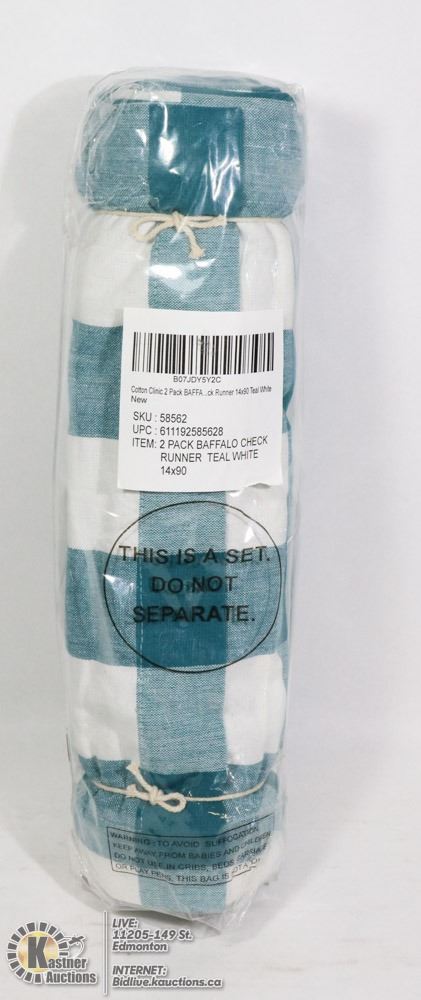 B07JDY5Y2C
Cotton Clinic 2 Pack BAFFA...ck Runner 14x90 Teal White
New
SKU : 58562
UPC : 611192585628
ITEM: 2 PACK BAFFALO CHECK
RUNNER TEAL WHITE
14x90
THIS IS A SET.
DO NOT
SEPARATE.
WARNING: TO AVOID SUFFOCATION
KEEP AWAY FROM BABIES AND CHILDREN
DO NOT USE IN CRIBS, BEDS
OR PLAY PENS. THIS BAG IS NOT A
Kastner
Auctions
LIVE:
11205-149 St.
Edmonton
INTERNET:
Bidlive.kauctions.ca